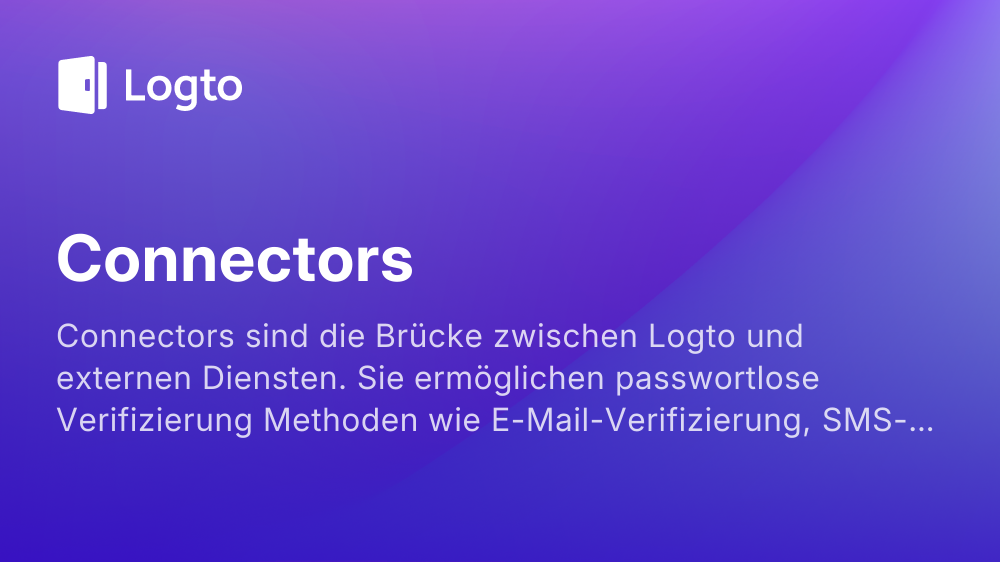 Logto
Connectors
Connectors sind die Brücke zwischen Logto und
externen Diensten. Sie ermöglichen passwortlose
Verifizierung Methoden wie E-Mail-Verifizierung, SMS-...